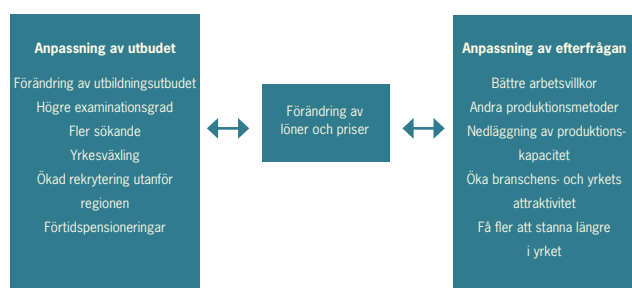 Anpassning av utbudet
Förändring av utbildningsutbudet
Högre examinationsgrad
Fler sökande
Yrkesväxling
Ökad rekrytering utanför
regionen
Förtidspensioneringar
Förändring av
löner och priser
Anpassning av efterfrågan
Bättre arbetsvillkor
Andra produktionsmetoder
Nedläggning av produktions-
kapacitet
Öka branschens- och yrkets
attraktivitet
Få fler att stanna längre
i yrket